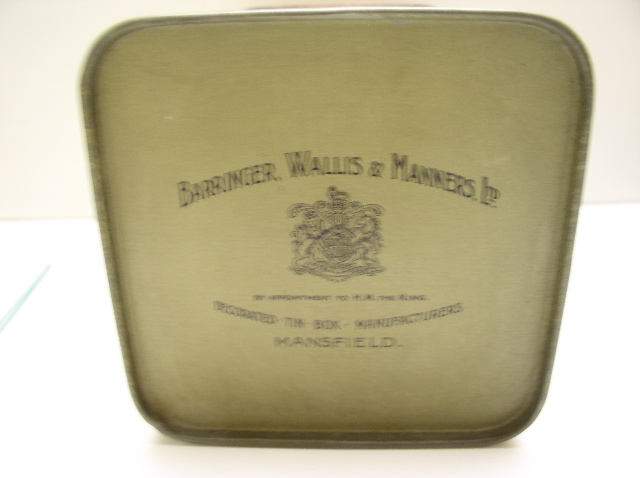 BARRINGER, WALLIS & MANNERS, LTD
BY APPOINTMENT TO H.M. THE KING.
DECORATED - TIN - BOX - MANUFACTURERS
MANSFIELD.